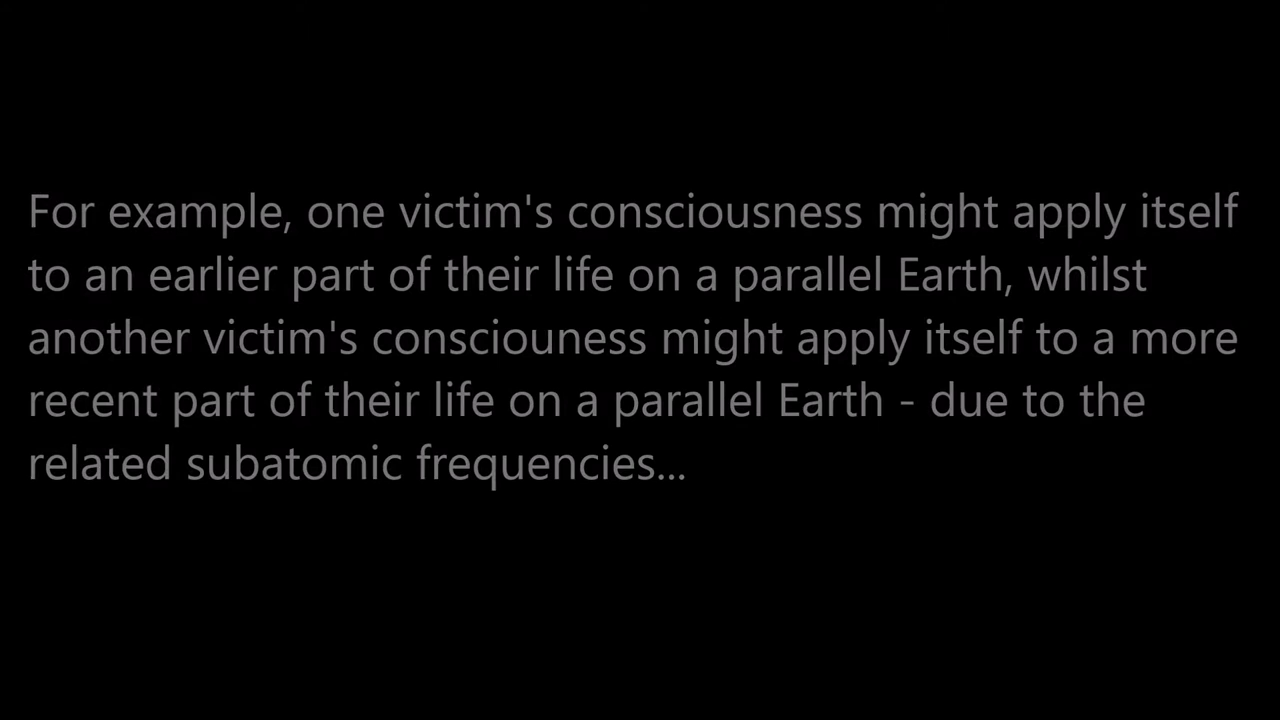 For example, one victim's consciousness might apply itself
to an earlier part of their life on a parallel Earth, whilst
another victim's consciouness might apply itself to a more
recent part of their life on a parallel Earth - due to the
related subatomic frequencies...